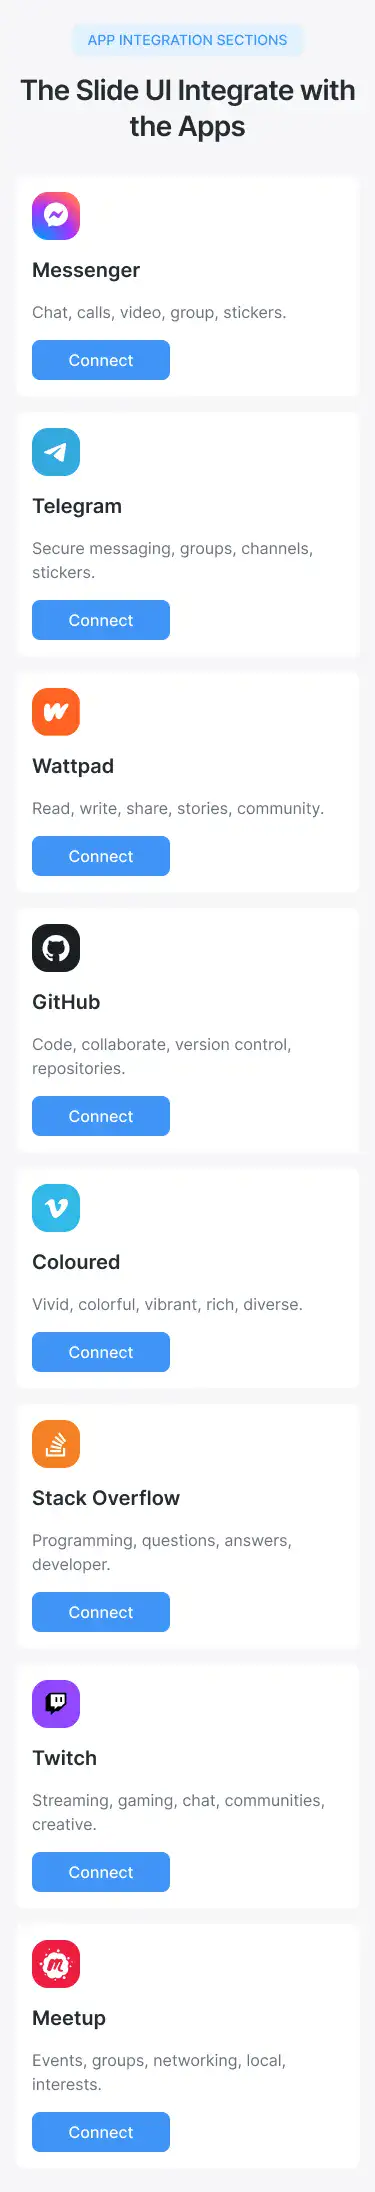 APP INTEGRATION SECTIONS
The Slide UI Integrate with
the Apps
Messenger
Chat, calls, video, group, stickers.
Connect
Telegram
Secure messaging, groups, channels,
stickers.
Connect
Wattpad
Read, write, share, stories, community.
Connect
GitHub
Code, collaborate, version control,
repositories.
Connect
Coloured
Vivid, colorful, vibrant, rich, diverse.
Connect
Stack Overflow
Programming, questions, answers,
developer.
Connect
Twitch
Streaming, gaming, chat, communities,
creative.
Connect
Meetup
Events, groups, networking, local,
interests.
Connect